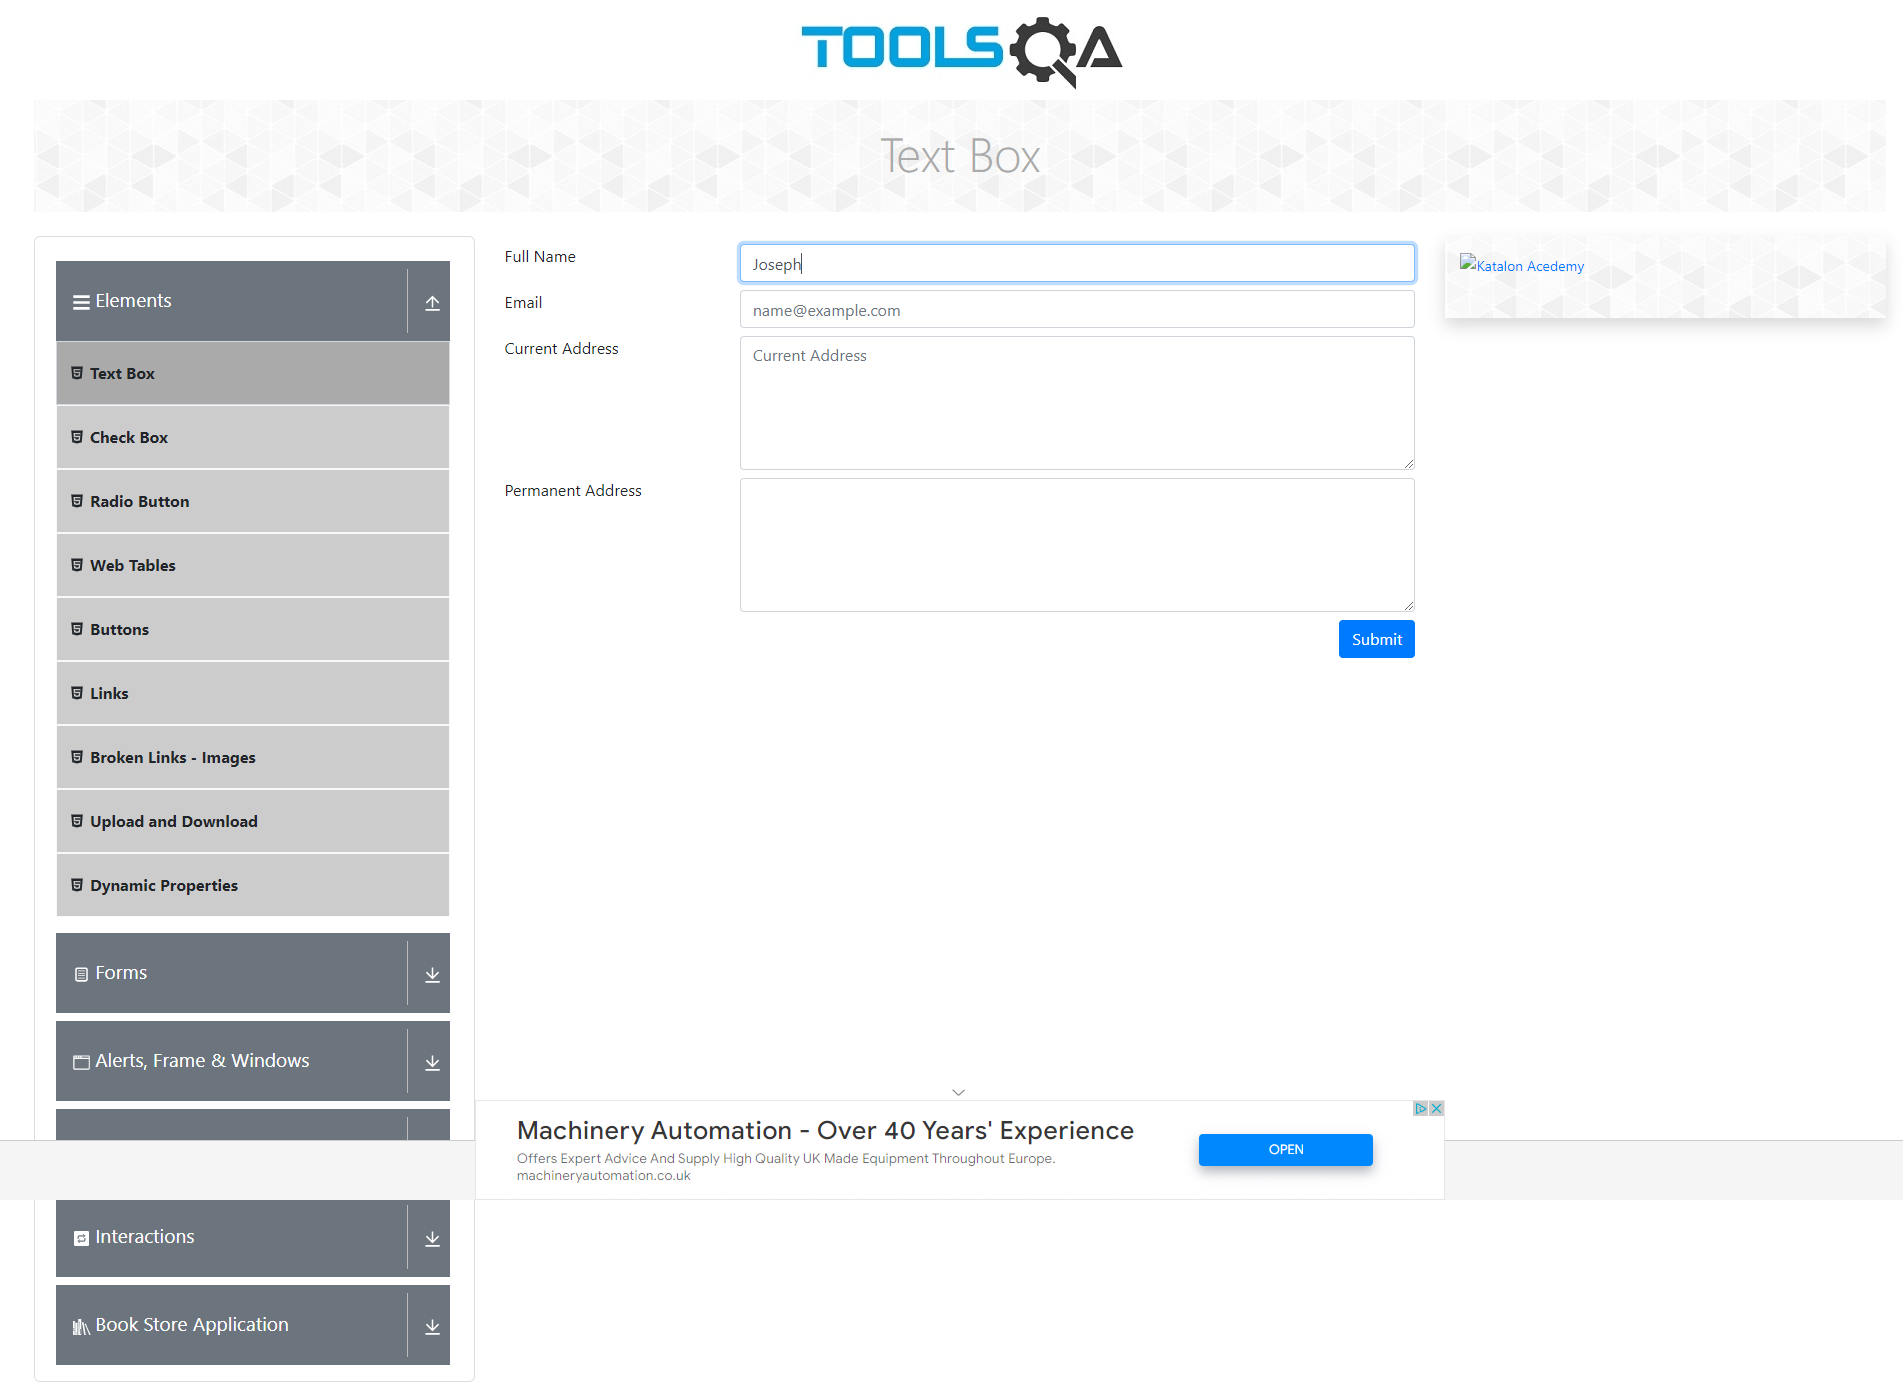 TOOLSQA
Text Box
Elements
Text Box
Check Box
Radio Button
Web Tables
Buttons
Links
Broken Links - Images
Upload and Download
Dynamic Properties
Forms
Alerts, Frame & Windows
Interactions
Book Store Application
Full Name
Joseph
Email
name@example.com
Current Address
Current Address
Permanent Address
Submit
Katalon Acedemy
Machinery Automation - Over 40 Years' Experience
Offers Expert Advice And Supply High Quality UK Made Equipment Throughout Europe.
machineryautomation.co.uk
OPEN